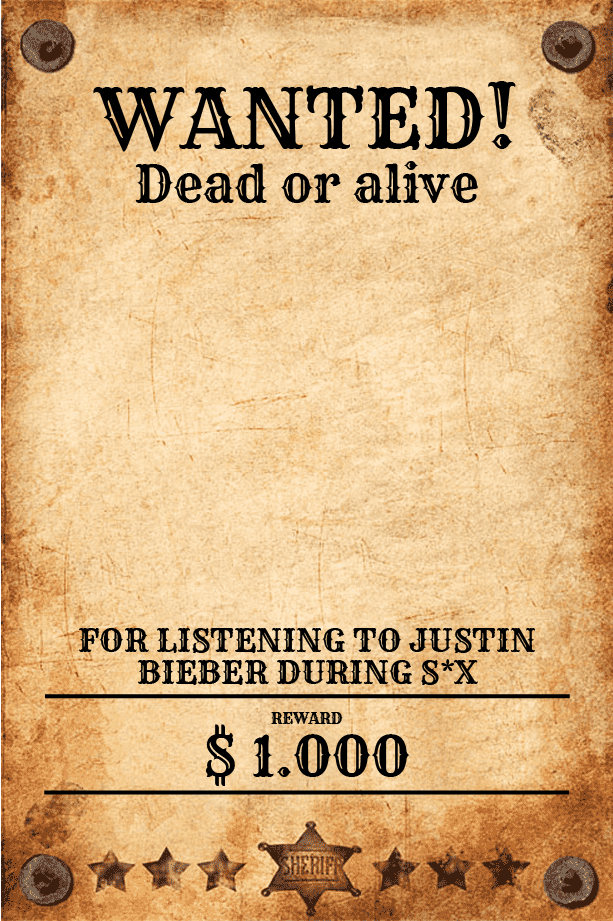 WANTED!
Dead or alive
FOR LISTENING TO JUSTIN
BIEBER DURING S*X
REWARD
$ 1.000
SHERIFF